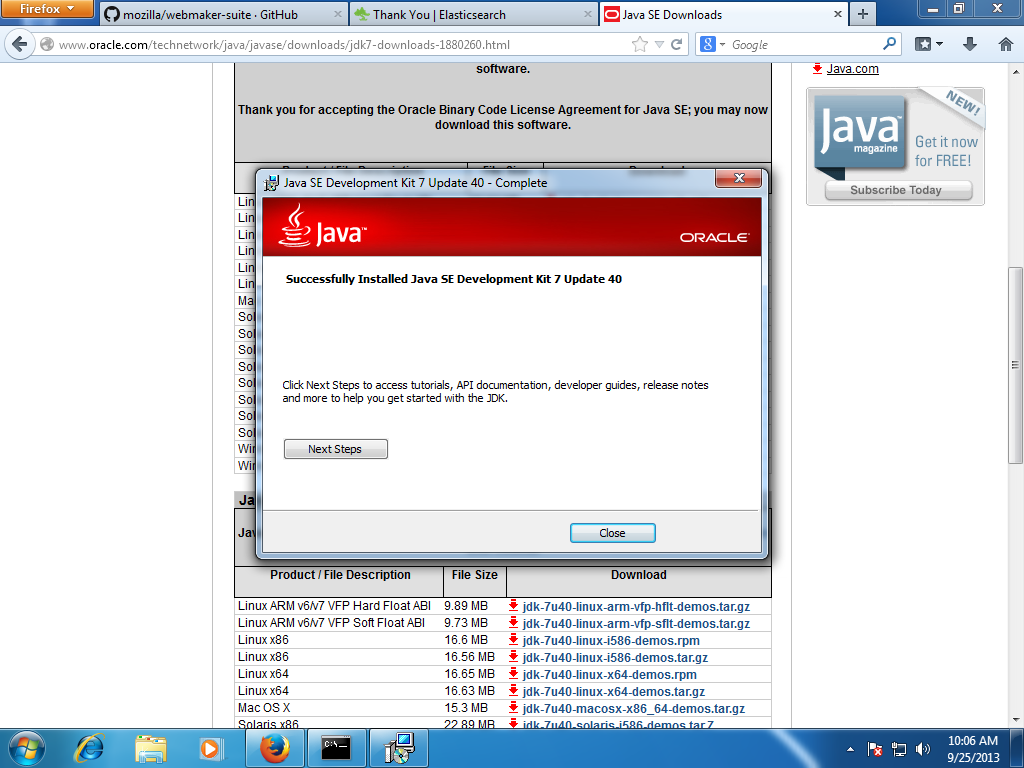 Firefox
mozilla/webmaker-suite · GitHub
Thank You | Elasticsearch
Java SE Downloads
www.oracle.com/technetwork/java/javase/downloads/jdk7-downloads-1880260.html
Google
software.
Java.com
Thank you for accepting the Oracle Binary Code License Agreement for Java SE; you may now
download this software.
NEW!
Java
magazine
Get it now
for FREE!
Subscribe Today
Java SE Development Kit 7 Update 40 - Complete
Java
ORACLE
Successfully Installed Java SE Development Kit 7 Update 40
Click Next Steps to access tutorials, API documentation, developer guides, release notes
and more to help you get started with the JDK.
Next Steps
Close
Product / File Description File Size Download
Linux ARM v6/v7 VFP Hard Float ABI 9.89 MB jdk-7u40-linux-arm-vfp-hflt-demos.tar.gz
Linux ARM v6/v7 VFP Soft Float ABI 9.73 MB jdk-7u40-linux-arm-vfp-sflt-demos.tar.gz
Linux x86 16.6 MB jdk-7u40-linux-i586-demos.rpm
Linux x86 16.56 MB jdk-7u40-linux-i586-demos.tar.gz
Linux x64 16.65 MB jdk-7u40-linux-x64-demos.rpm
Linux x64 16.63 MB jdk-7u40-linux-x64-demos.tar.gz
Mac OS X 15.3 MB jdk-7u40-macosx-x86_64-demos.tar.gz
Solaris x86 22.89 MB jdk-7u40-solaris-i586-demos.tar.Z
10:06 AM
9/25/2013